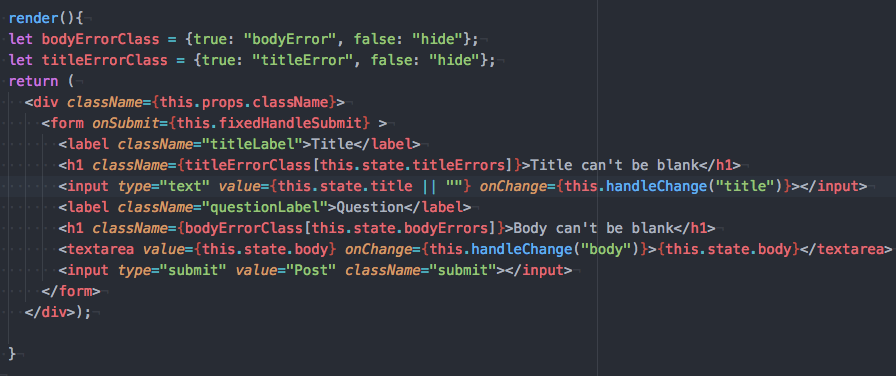 render(){
let bodyErrorClass = {true: "bodyError", false: "hide"};
let titleErrorClass = {true: "titleError", false: "hide"};
return (
<div className={this.props.className}>
<form onSubmit={this.fixedHandleSubmit} >
<label className="titleLabel">Title</label>
<h1 className={titleErrorClass[this.state.titleErrors]}>Title can't be blank</h1>
<input type="text" value={this.state.title || ""} onChange={this.handleChange("title")}></input>
<label className="questionLabel">Question</label>
<h1 className={bodyErrorClass[this.state.bodyErrors]}>Body can't be blank</h1>
<textarea value={this.state.body} onChange={this.handleChange("body")}>{this.state.body}</textarea>
<input type="submit" value="Post" className="submit"></input>
</form>
</div>);
}